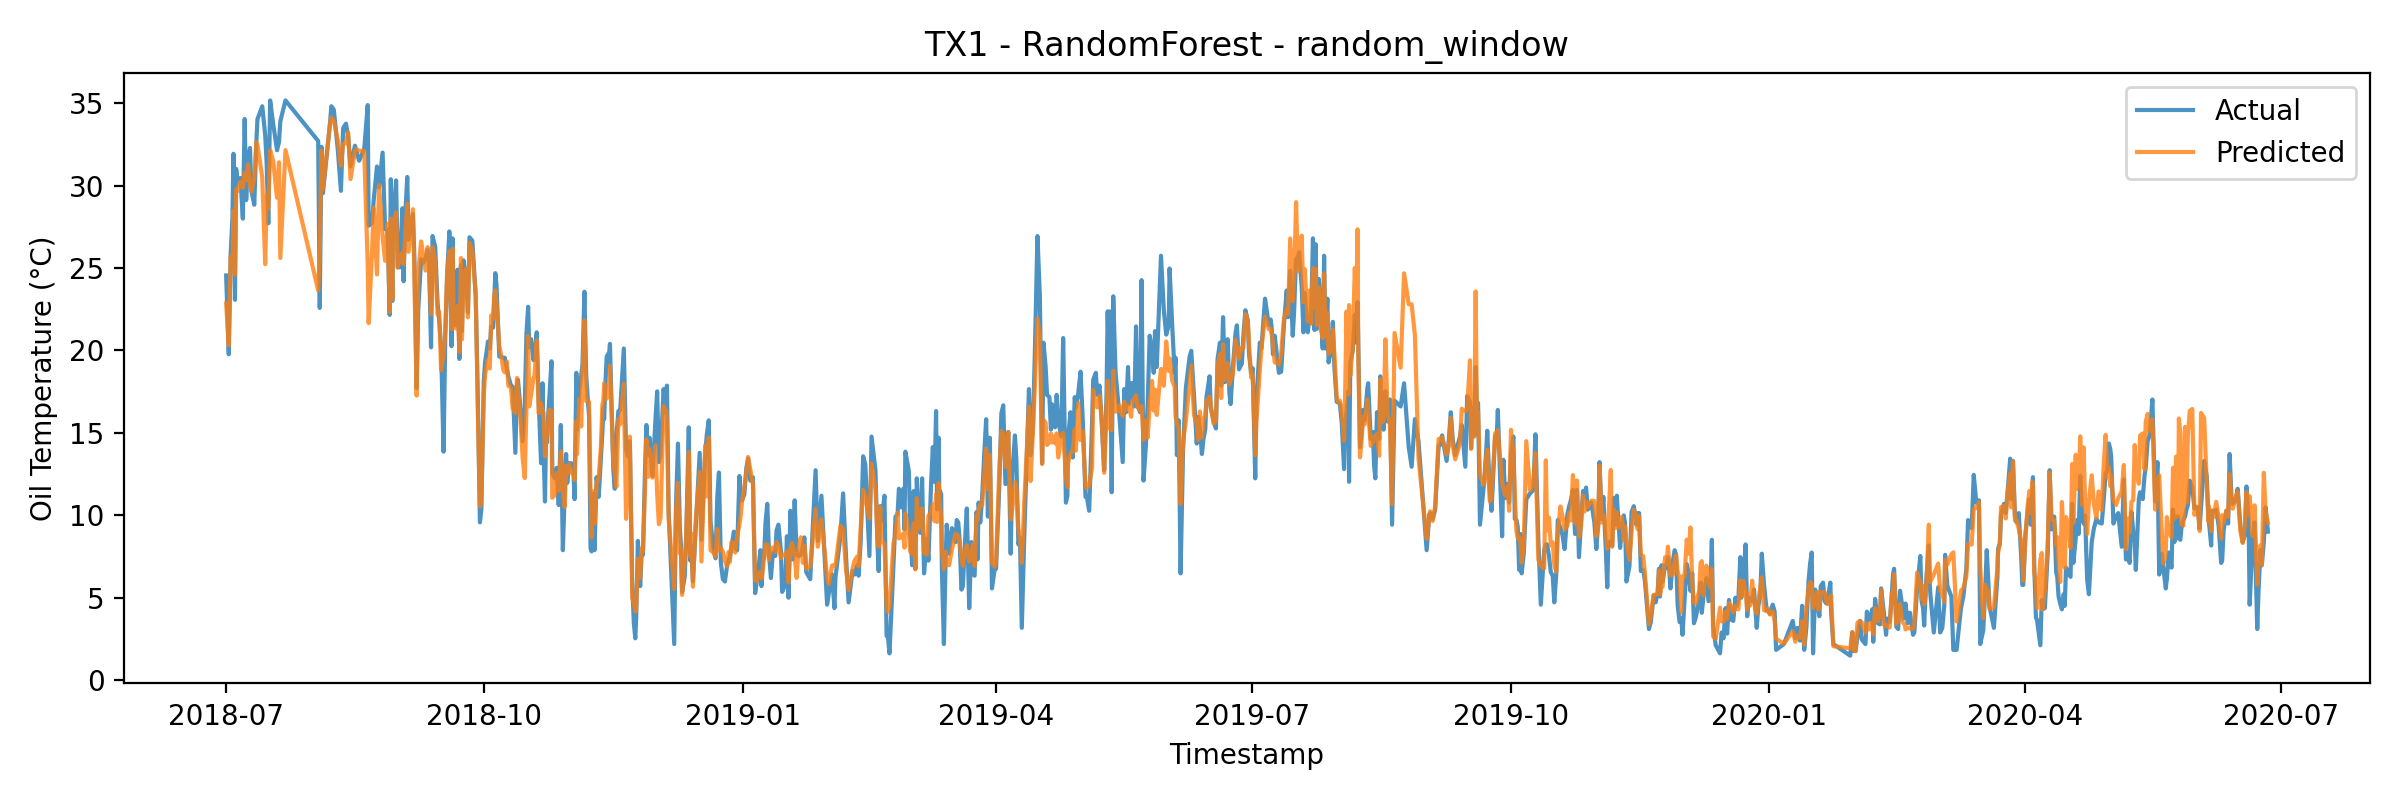 TX1 - RandomForest - random_window
Actual
Predicted
Oil Temperature (°C)
35
30
25
20
15
10
5
0
2018-07 2018-10 2019-01 2019-04 2019-07 2019-10 2020-01 2020-04 2020-07
Timestamp